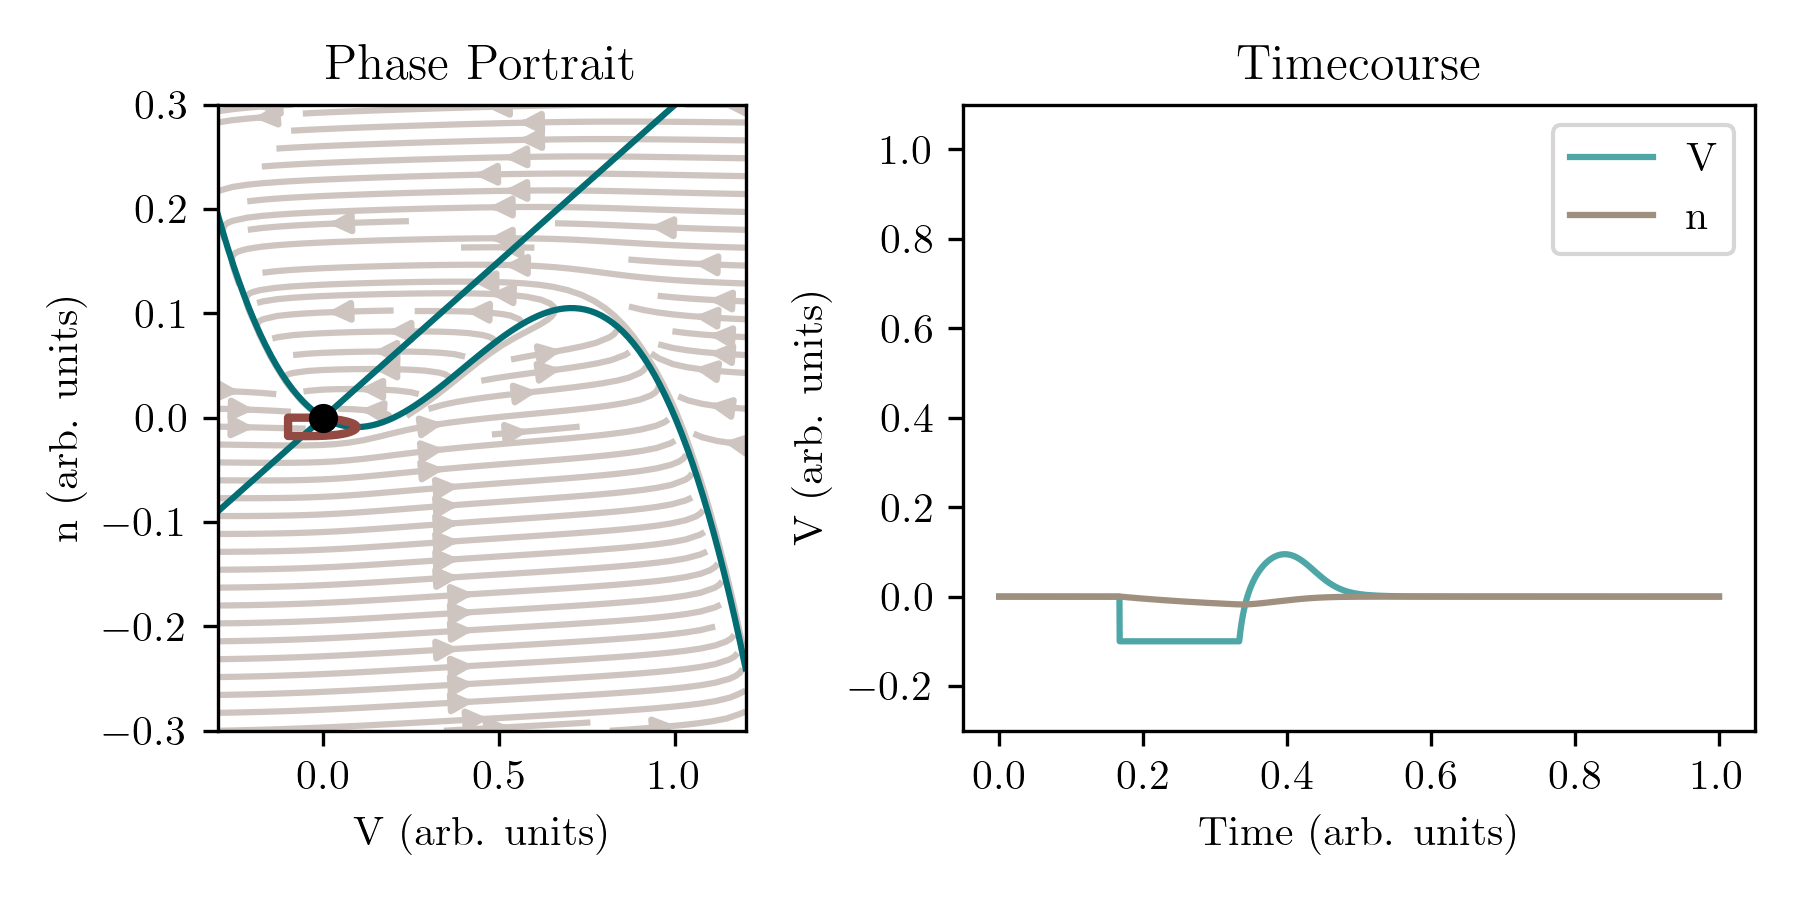 Phase Portrait
0.3
0.2
0.1
0.0
−0.1
−0.2
−0.3
n (arb. units)
0.0 0.5 1.0
V (arb. units)
Timecourse
1.0
0.8
0.6
0.4
0.2
0.0
−0.2
V (arb. units)
V
n
0.0 0.2 0.4 0.6 0.8 1.0
Time (arb. units)